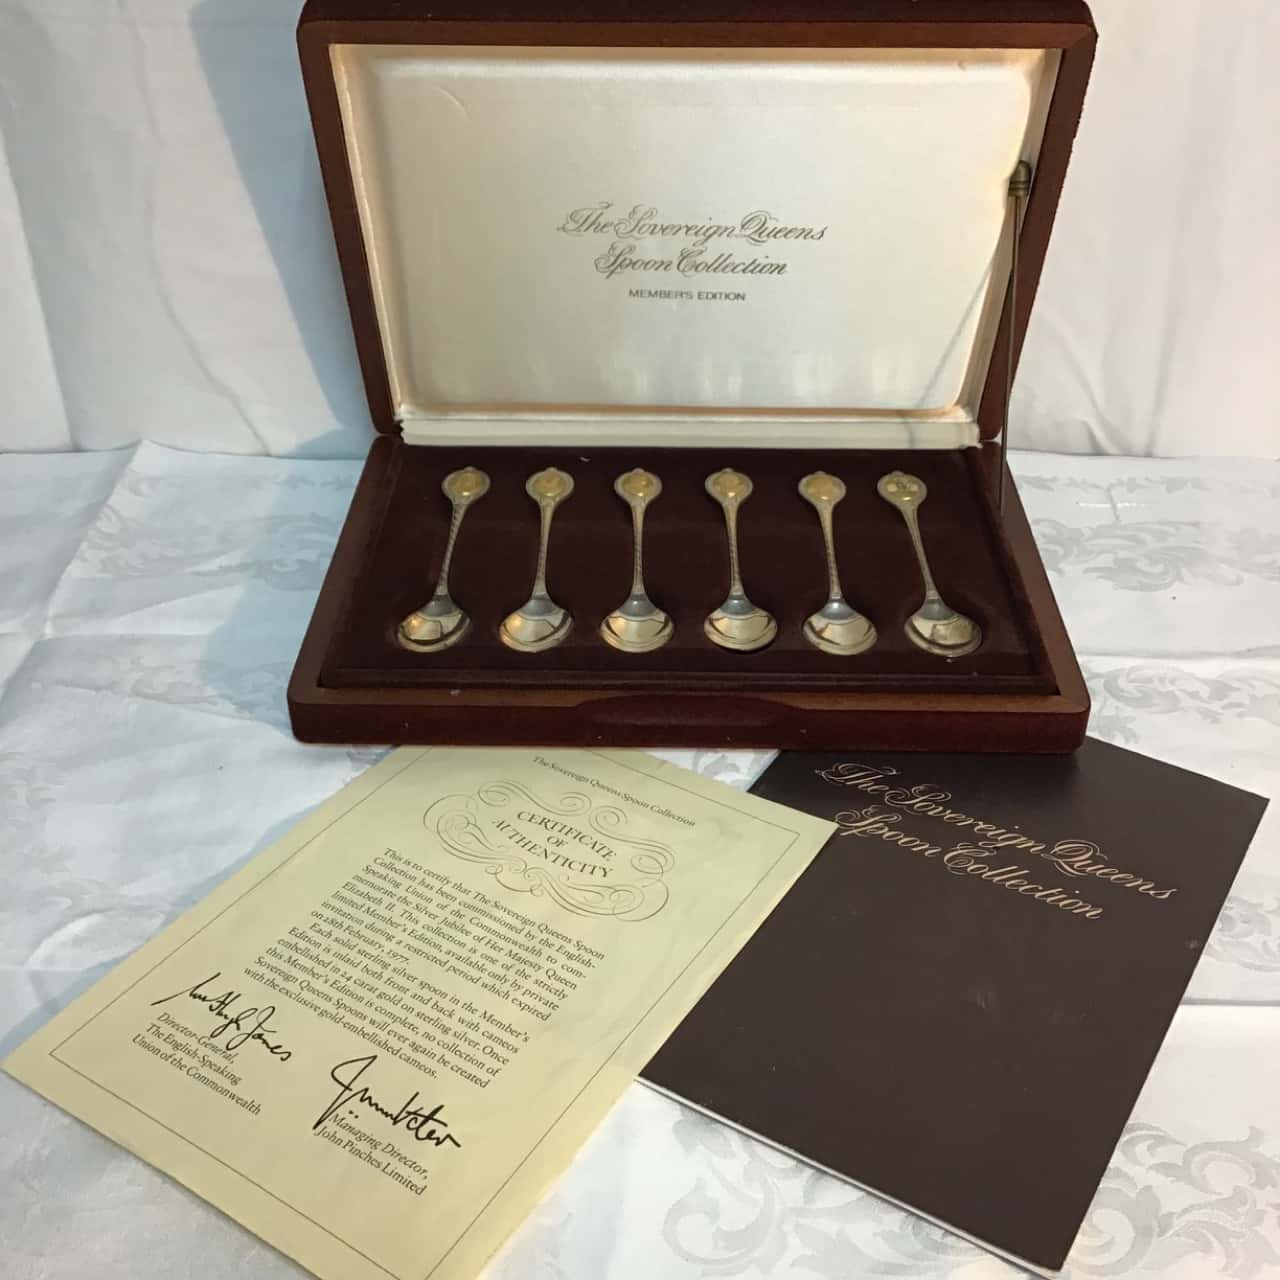 The Sovereign Queens
Spoon Collection
MEMBER'S EDITION
The Sovereign Queens Spoon Collection
CERTIFICATE
OF
AUTHENTICITY
This is to certify that The Sovereign Queens Spoon
Collection has been commissioned by the English-
Speaking Union of the Commonwealth to com-
memorate the Silver Jubilee of Her Majesty Queen
Elizabeth II. This collection is one of the strictly
limited Member's Edition, available only by private
invitation during a restricted period which expired
on 28th February, 1977.
Each solid sterling silver spoon in the Member's
Edition is inlaid both front and back with cameos
embellished in 24 carat gold on sterling silver. Once
this Member's Edition is complete, no collection of
Sovereign Queens Spoons will ever again be created
with the exclusive gold-embellished cameos.
Director-General,
The English-Speaking
Union of the Commonwealth
Managing Director,
John Pinches Limited
The Sovereign Queens
Spoon Collection